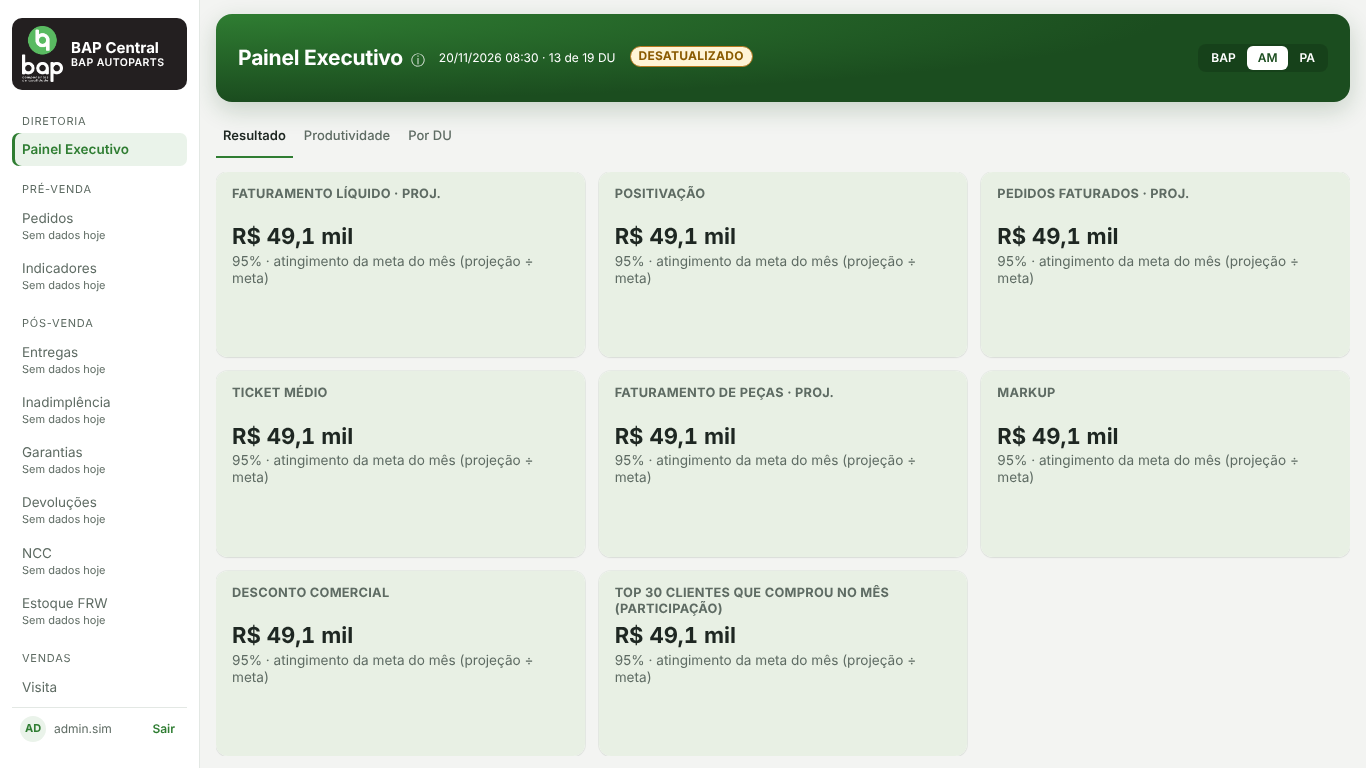 bap
BAP Central
BAP AUTOPARTS
DIRETORIA
Painel Executivo
PRÉ-VENDA
Pedidos
Sem dados hoje
Indicadores
Sem dados hoje
PÓS-VENDA
Entregas
Sem dados hoje
Inadimplência
Sem dados hoje
Garantias
Sem dados hoje
Devoluções
Sem dados hoje
NCC
Sem dados hoje
Estoque FRW
Sem dados hoje
VENDAS
Visita
AD admin.sim Sair
Painel Executivo ⓘ 20/11/2026 08:30 · 13 de 19 DU DESATUALIZADO BAP AM PA
Resultado Produtividade Por DU
FATURAMENTO LÍQUIDO · PROJ.
R$ 49,1 mil
95% · atingimento da meta do mês (projeção ÷
meta)
POSITIVAÇÃO
R$ 49,1 mil
95% · atingimento da meta do mês (projeção ÷
meta)
PEDIDOS FATURADOS · PROJ.
R$ 49,1 mil
95% · atingimento da meta do mês (projeção ÷
meta)
TICKET MÉDIO
R$ 49,1 mil
95% · atingimento da meta do mês (projeção ÷
meta)
FATURAMENTO DE PEÇAS · PROJ.
R$ 49,1 mil
95% · atingimento da meta do mês (projeção ÷
meta)
MARKUP
R$ 49,1 mil
95% · atingimento da meta do mês (projeção ÷
meta)
DESCONTO COMERCIAL
R$ 49,1 mil
95% · atingimento da meta do mês (projeção ÷
meta)
TOP 30 CLIENTES QUE COMPROU NO MÊS
(PARTICIPAÇÃO)
R$ 49,1 mil
95% · atingimento da meta do mês (projeção ÷
meta)